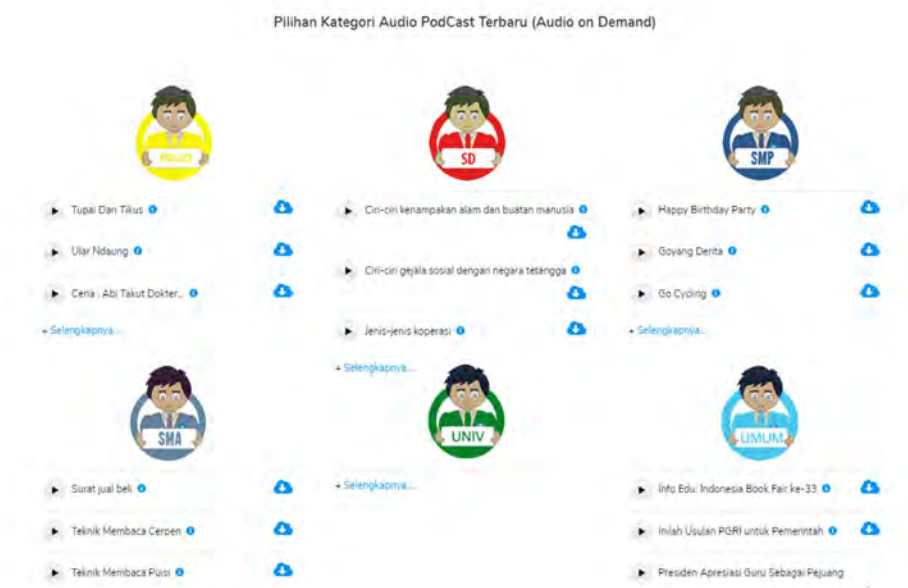 Pilihan Kategori Audio PodCast Terbaru (Audio on Demand)
PAUD
Tupai Dan Tikus
Ular Ndaung
Ceria : Abi Takut Dokter...
+ Selengkapnya...
SD
Ciri-ciri kenampakan alam dan buatan manusia
Ciri-ciri gejala sosial dengan negara tetangga
Jenis-jenis koperasi
+ Selengkapnya...
SMP
Happy Birthday Party
Goyang Derita
Go Cycling
+ Selengkapnya...
SMA
Surat jual beli
Teknik Membaca Cerpen
Teknik Membaca Puisi
UNIV
+ Selengkapnya...
UMUM
Info Edu: Indonesia Book Fair ke-33
Inilah Usulan PGRI untuk Pemerintah
Presiden Apresiasi Guru Sebagai Pejuang